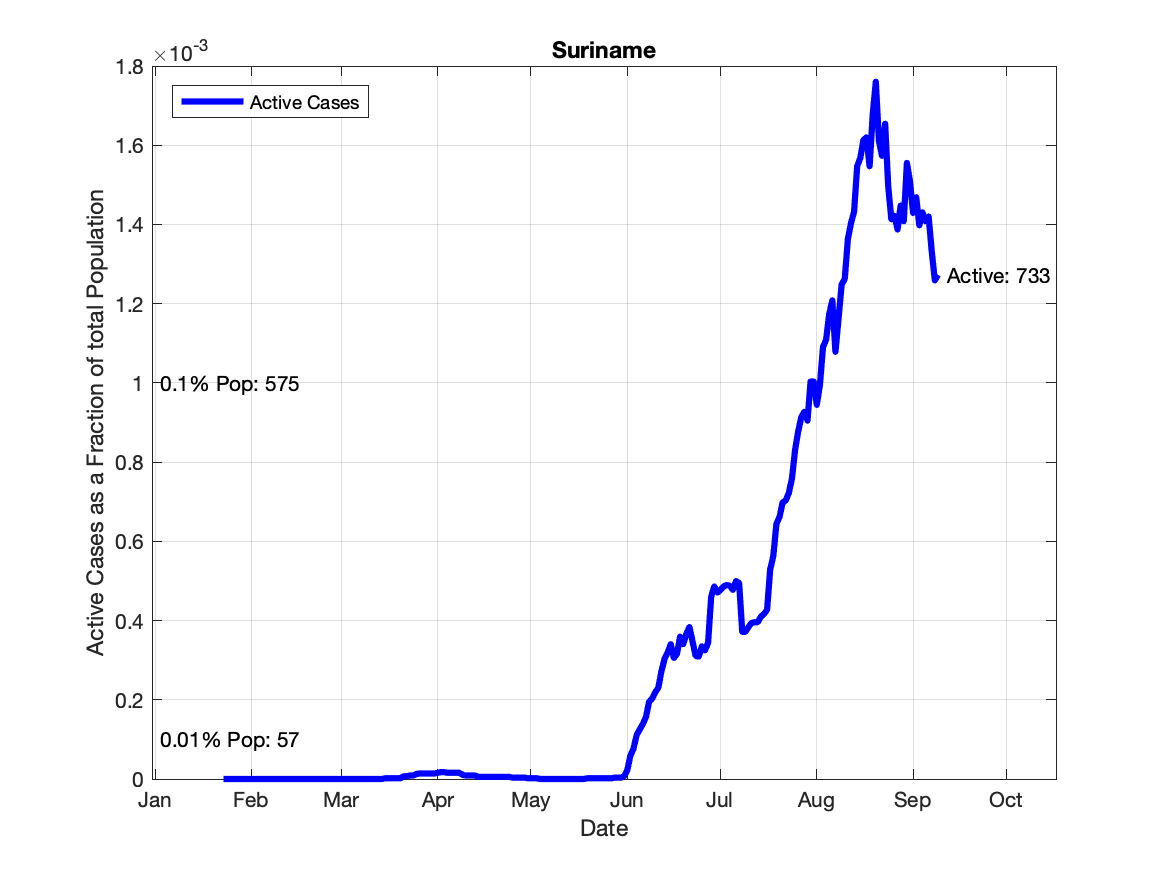 Suriname
×10-3
1.8
1.6
1.4
1.2
1
0.8
0.6
0.4
0.2
0
Active Cases
Active: 733
0.1% Pop: 575
0.01% Pop: 57
Active Cases as a Fraction of total Population
Jan Feb Mar Apr May Jun Jul Aug Sep Oct
Date